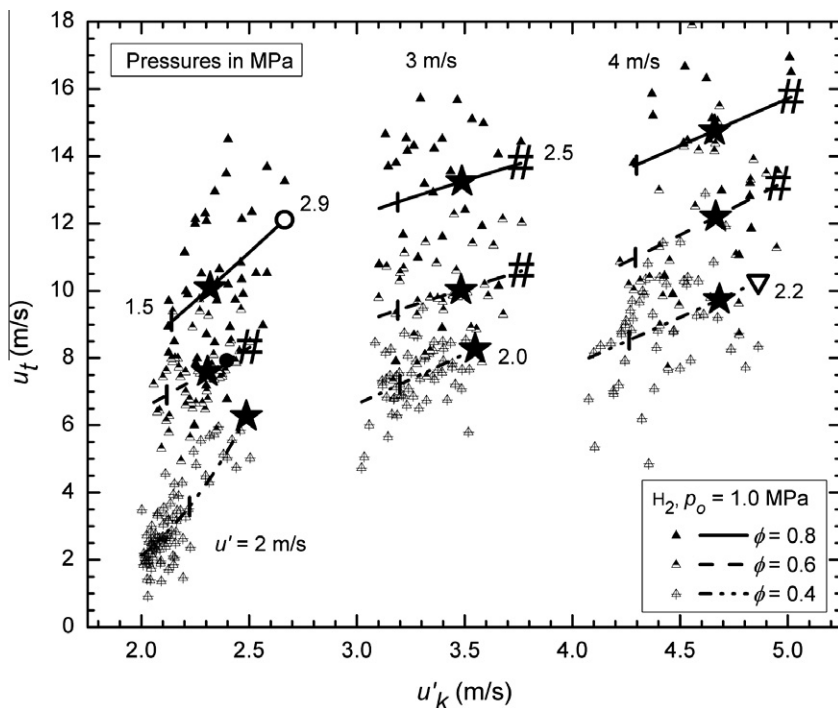 18
16
14
12
10
8
6
4
2
0
u_t (m/s)
Pressures in MPa
3 m/s
4 m/s
2.9
1.5
2.5
2.0
2.2
u' = 2 m/s
H₂, pₒ = 1.0 MPa
ϕ = 0.8
ϕ = 0.6
ϕ = 0.4
#
#
#
#
#
2.0
2.5
3.0
3.5
4.0
4.5
5.0
u'ₖ (m/s)